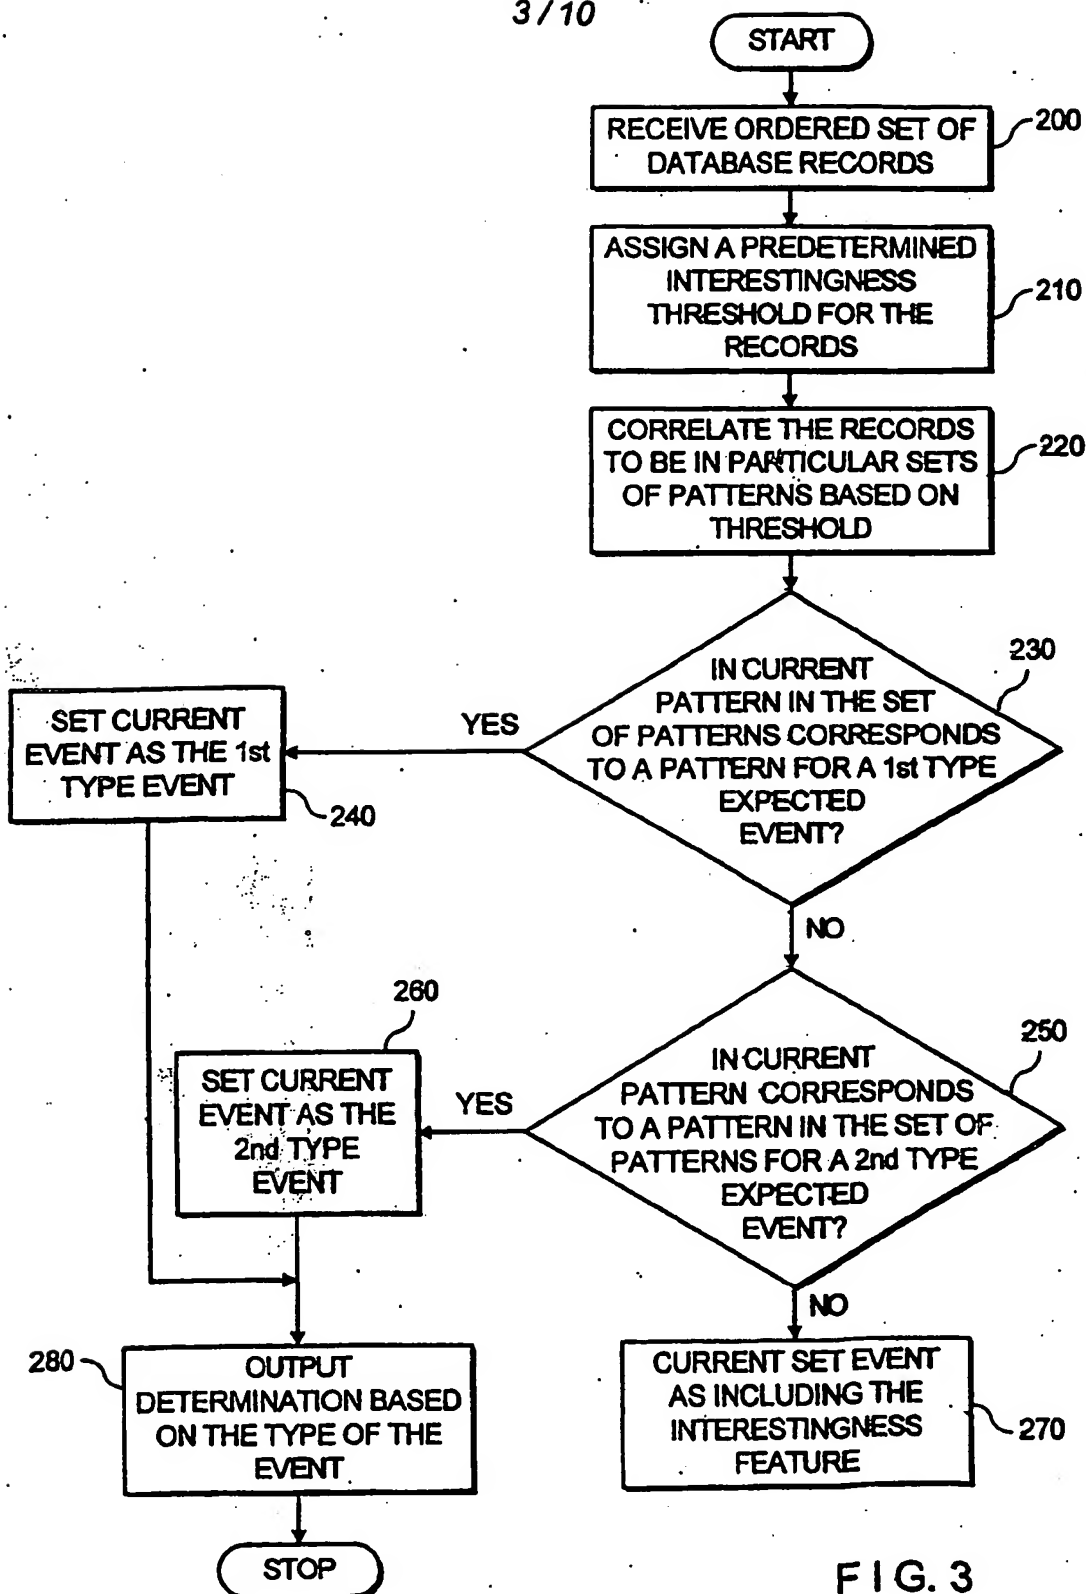 3/10
START
RECEIVE ORDERED SET OF
DATABASE RECORDS
200
ASSIGN A PREDETERMINED
INTERESTINGNESS
THRESHOLD FOR THE
RECORDS
210
CORRELATE THE RECORDS
TO BE IN PARTICULAR SETS
OF PATTERNS BASED ON
THRESHOLD
220
IN CURRENT
PATTERN IN THE SET
OF PATTERNS CORRESPONDS
TO A PATTERN FOR A 1st TYPE
EXPECTED
EVENT?
230
YES
SET CURRENT
EVENT AS THE 1st
TYPE EVENT
240
NO
IN CURRENT
PATTERN CORRESPONDS
TO A PATTERN IN THE SET OF
PATTERNS FOR A 2nd TYPE
EXPECTED
EVENT?
250
YES
260
SET CURRENT
EVENT AS THE
2nd TYPE
EVENT
NO
CURRENT SET EVENT
AS INCLUDING THE
INTERESTINGNESS
FEATURE
270
280
OUTPUT
DETERMINATION BASED
ON THE TYPE OF THE
EVENT
STOP
FIG. 3